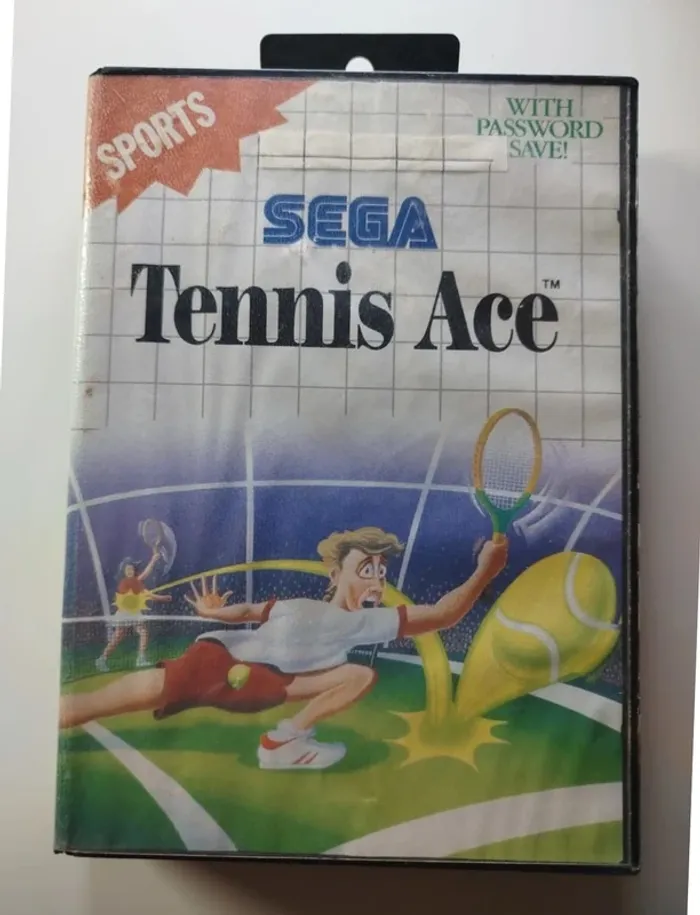 SPORTS
WITH
PASSWORD
SAVE!
SEGA
Tennis Ace™